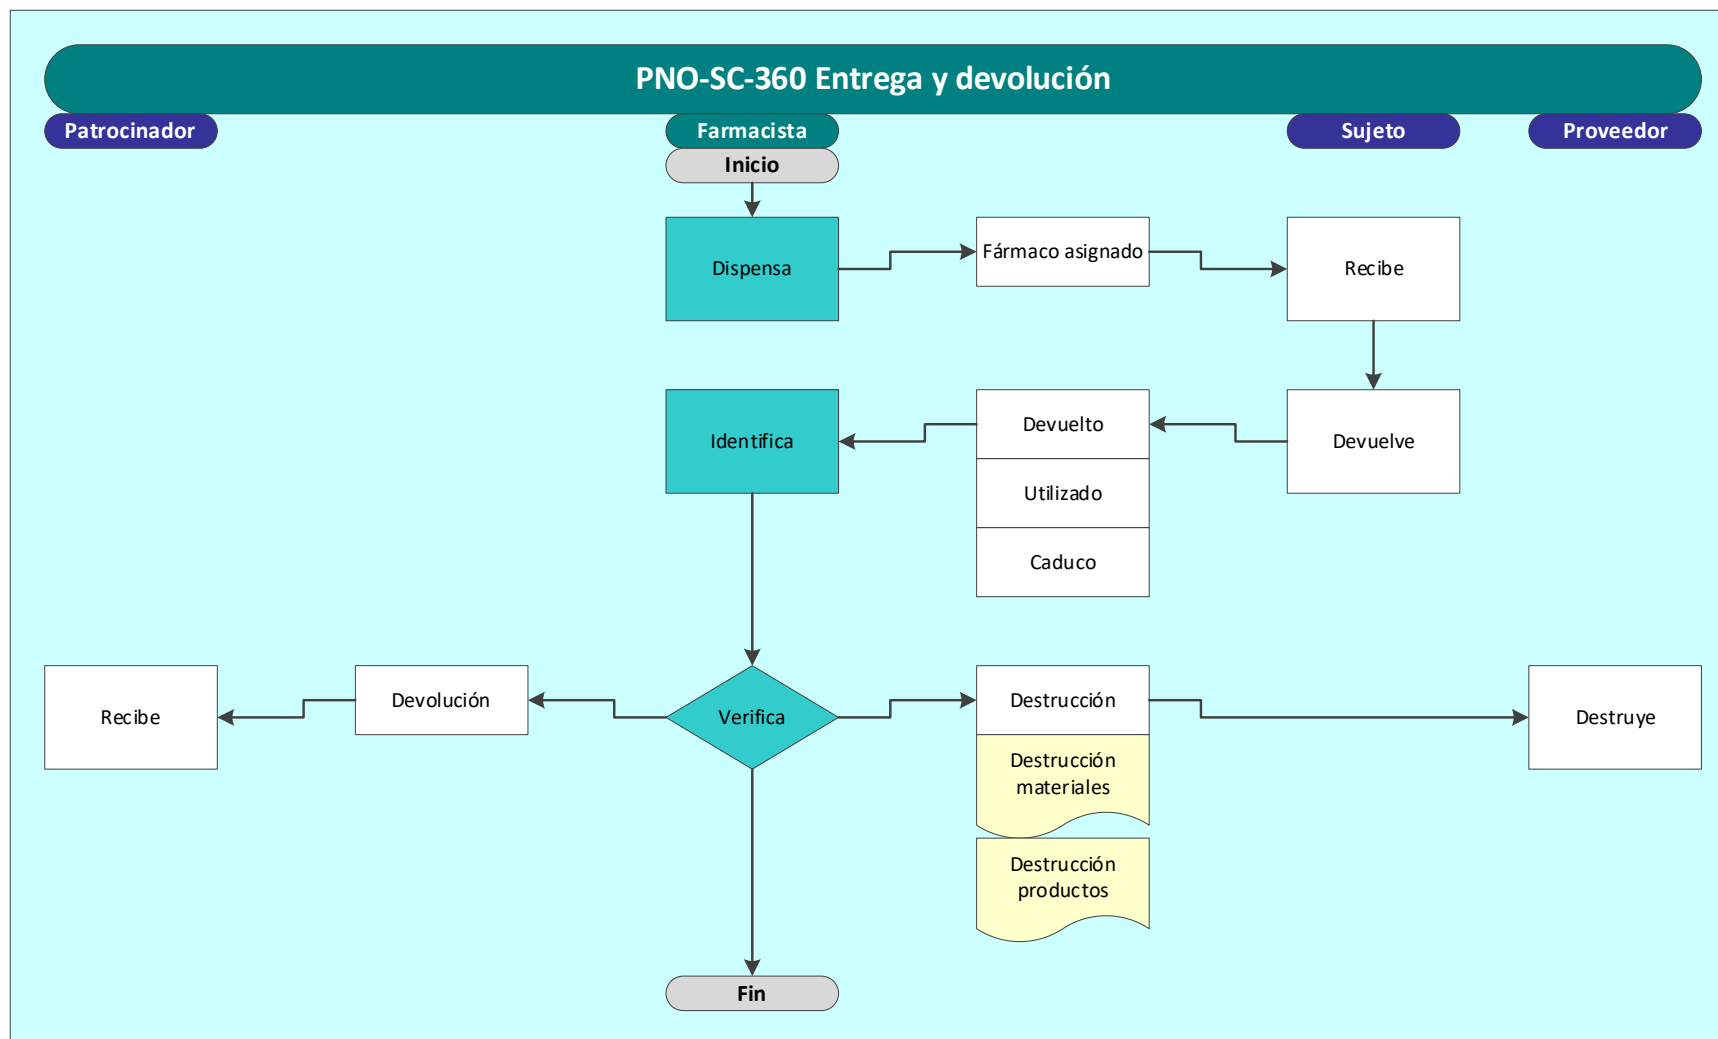 PNO-SC-360 Entrega y devolución
Patrocinador
Farmacista
Sujeto
Proveedor
Inicio
Dispensa
Fármaco asignado
Recibe
Identifica
Devuelto
Devuelve
Utilizado
Caduco
Recibe
Devolución
Verifica
Destrucción
Destruye
Destrucción
materiales
Destrucción
productos
Fin